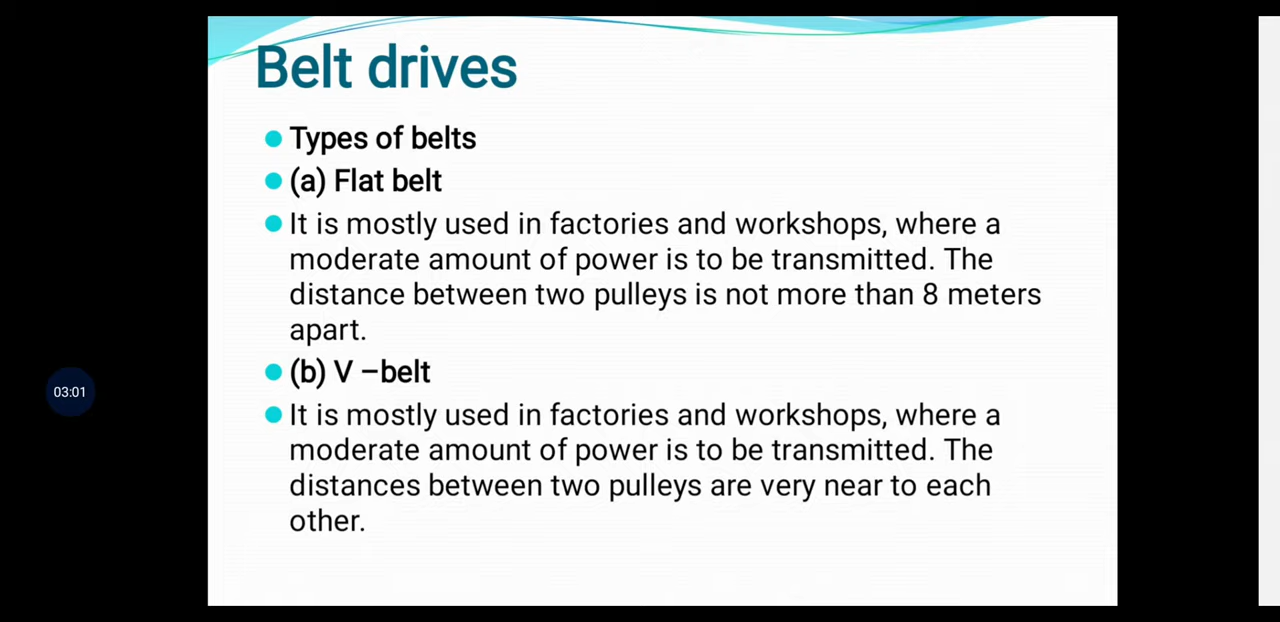 Belt drives
Types of belts
(a) Flat belt
It is mostly used in factories and workshops, where a
moderate amount of power is to be transmitted. The
distance between two pulleys is not more than 8 meters
apart.
(b) V –belt
It is mostly used in factories and workshops, where a
moderate amount of power is to be transmitted. The
distances between two pulleys are very near to each
other.
03:01